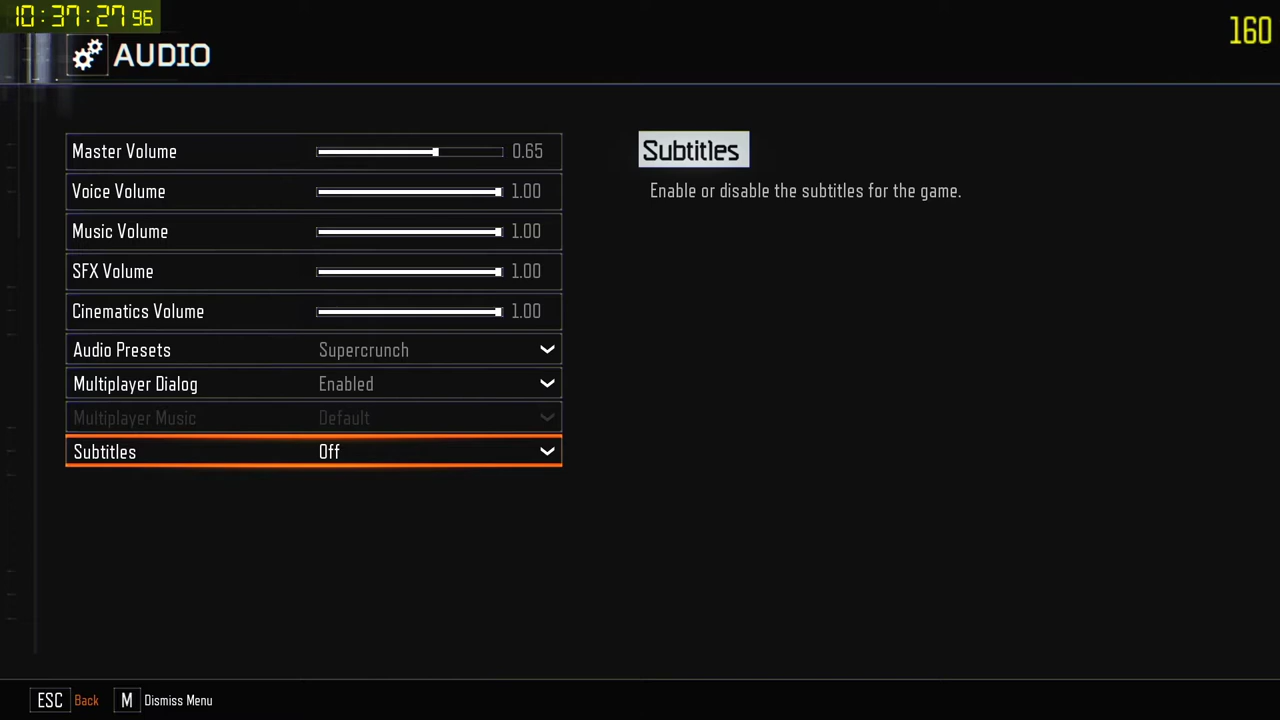 10:37:27 96
160
AUDIO
Master Volume 0.65
Voice Volume 1.00
Music Volume 1.00
SFX Volume 1.00
Cinematics Volume 1.00
Audio Presets Supercrunch
Multiplayer Dialog Enabled
Multiplayer Music Default
Subtitles Off
Subtitles
Enable or disable the subtitles for the game.
ESC Back M Dismiss Menu